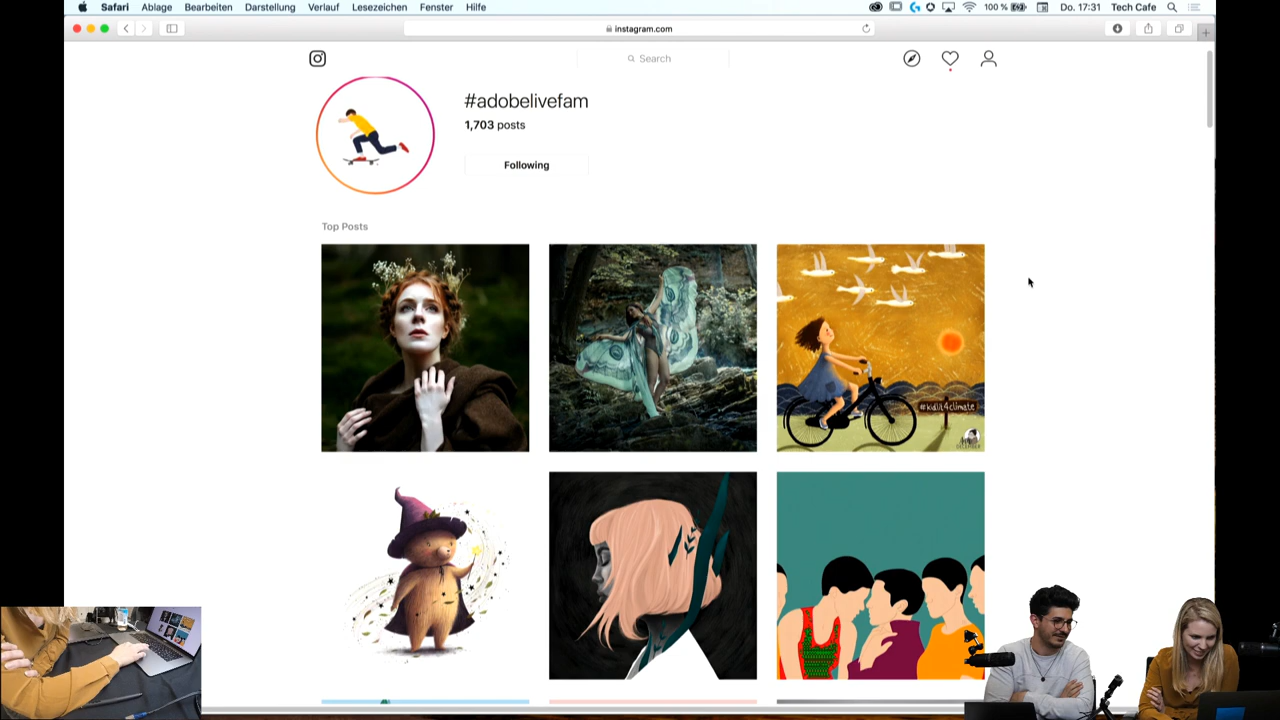 Safari Ablage Bearbeiten Darstellung Verlauf Lesezeichen Fenster Hilfe 100 % Do. 17:31 Tech Cafe
instagram.com
Search
#adobelivefam
1,703 posts
Following
Top Posts
#kidlit4climate